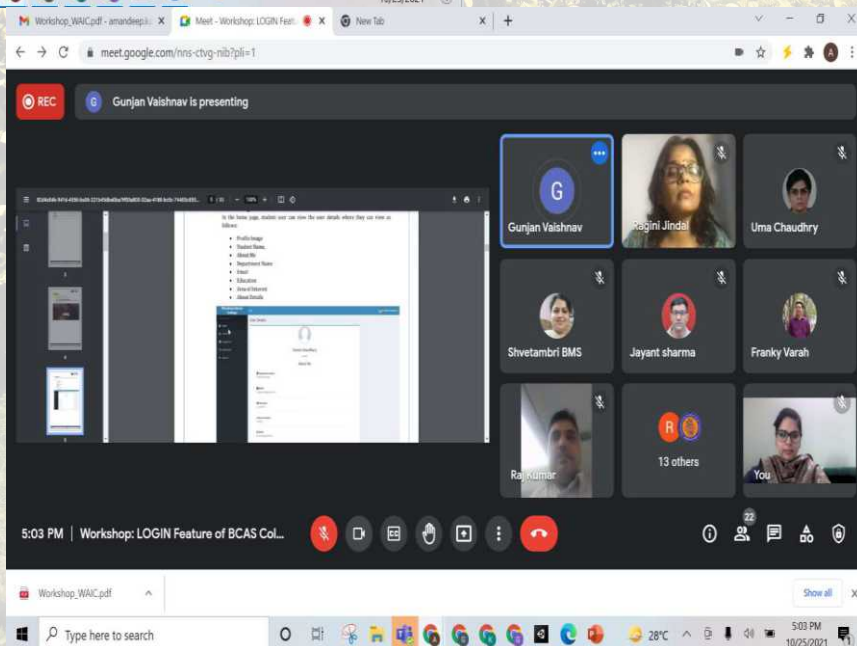 10/25/2021
Workshop_WAIC.pdf - amandeep.k
Meet - Workshop: LOGIN Feat
New Tab
meet.google.com/nns-ctvg-nib?pli=1
REC
G
Gunjan Vaishnav is presenting
In the home page, student user can view the user details where they can view as
follows:
Profile Image
Student Name,
About Me
Department Name
Email
Education
Area of Interest
About Details
G
Gunjan Vaishnav
Ragini Jindal
Uma Chaudhry
Shvetambri BMS
Jayant sharma
Franky Varah
Raj Kumar
R
13 others
You
5:03 PM | Workshop: LOGIN Feature of BCAS Col...
CC
22
Workshop_WAIC.pdf
Show all
Type here to search
28°C
5:03 PM
10/25/2021